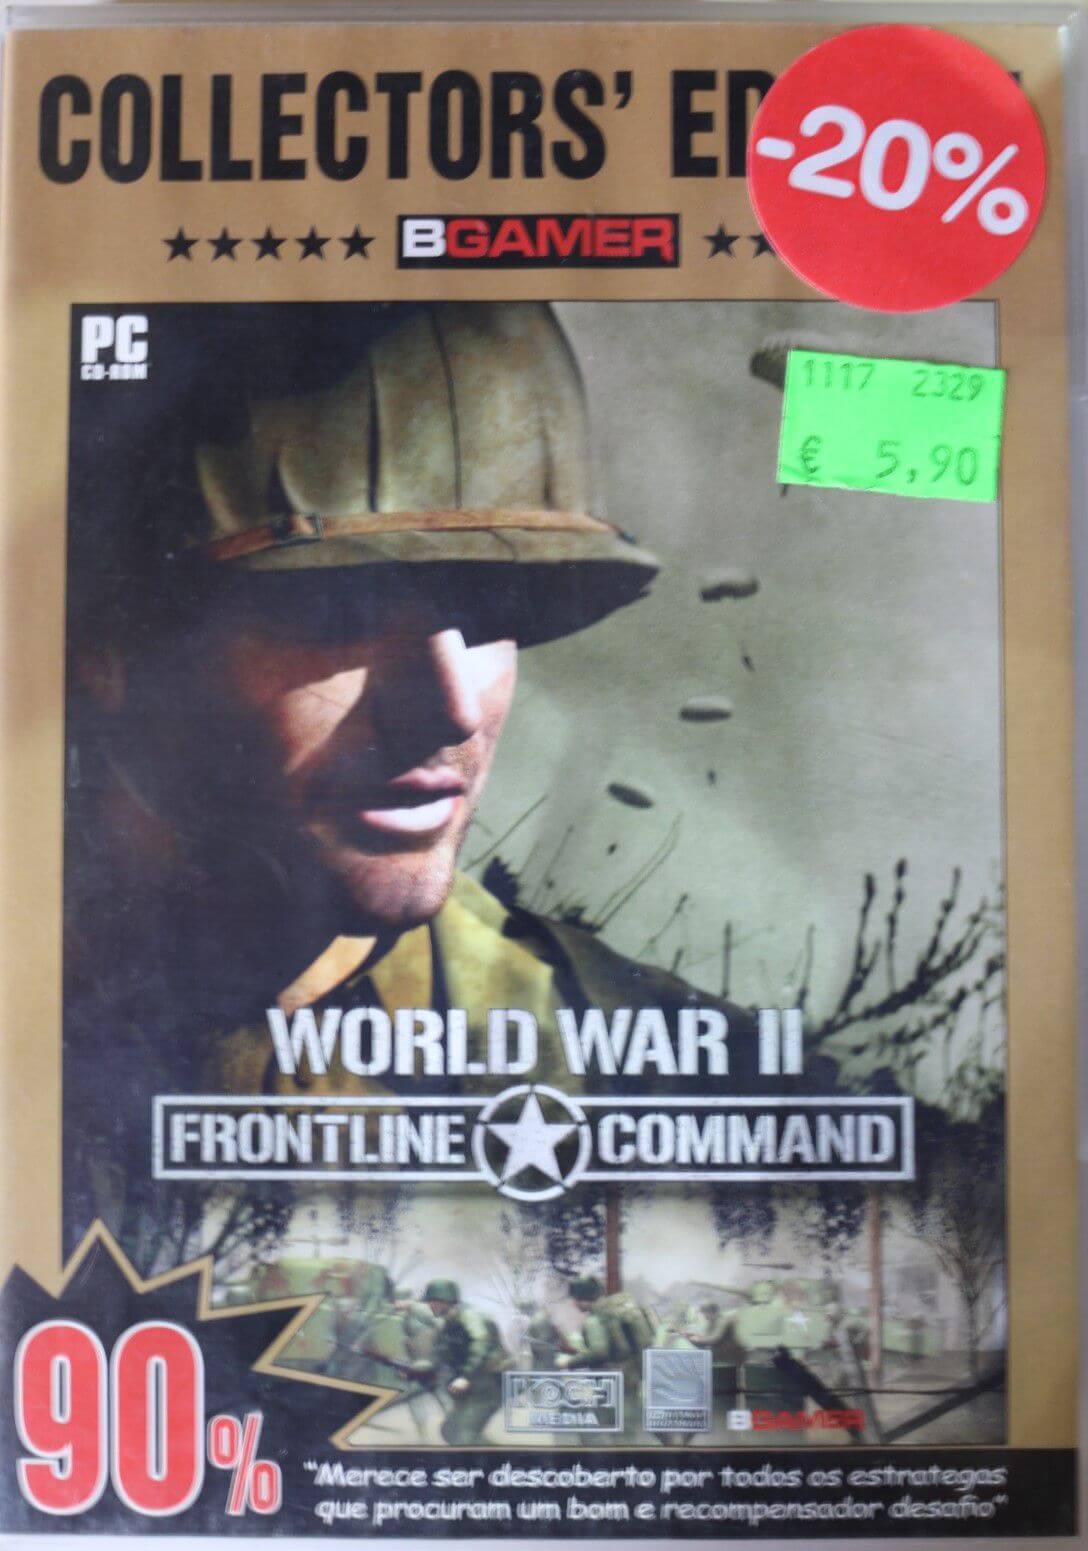 COLLECTORS' ED
-20%
BGAMER
PC
CD-ROM
1117 2329
€ 5,90
WORLD WAR II
FRONTLINE COMMAND
KOCH
MEDIA
BGAMER
90%
"Merece ser descoberto por todos os estrategas
que procuram um bom e recompensador desafio"